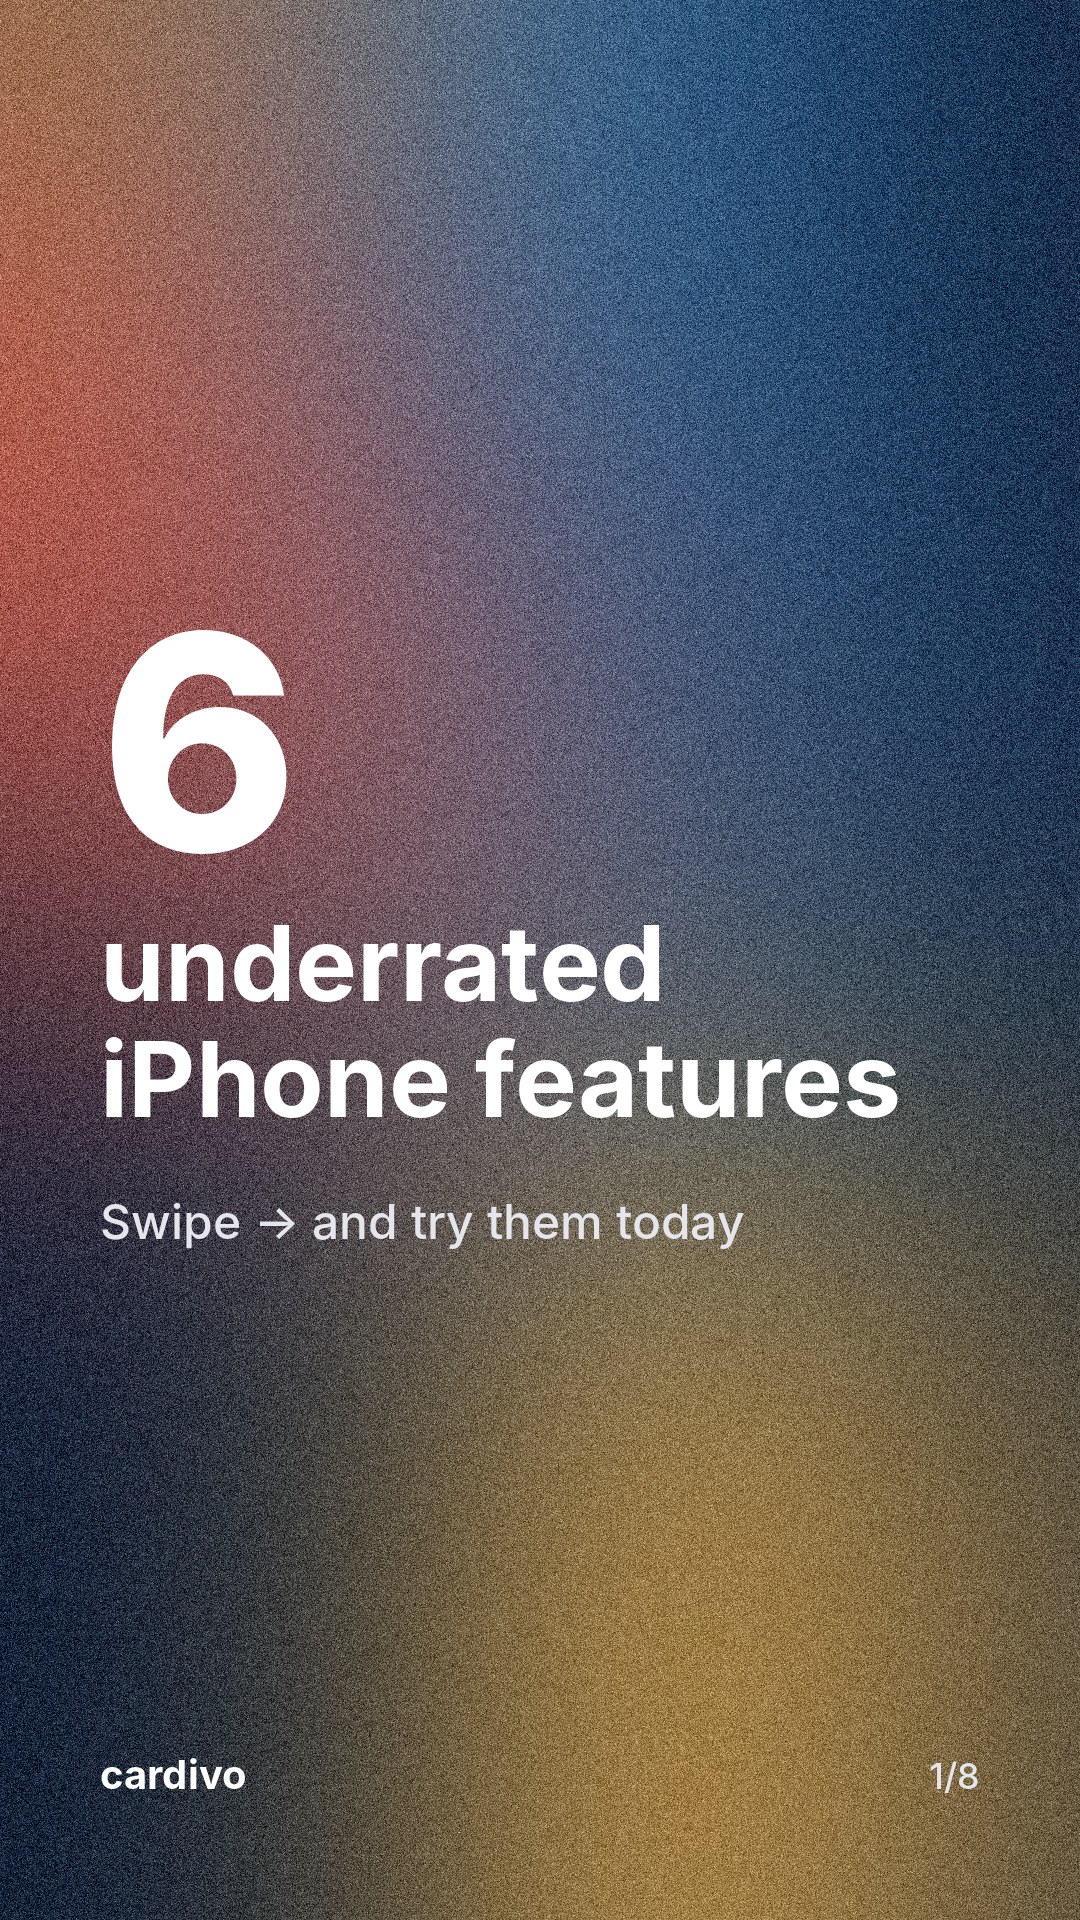 6
underrated
iPhone features
Swipe → and try them today
cardivo
1/8